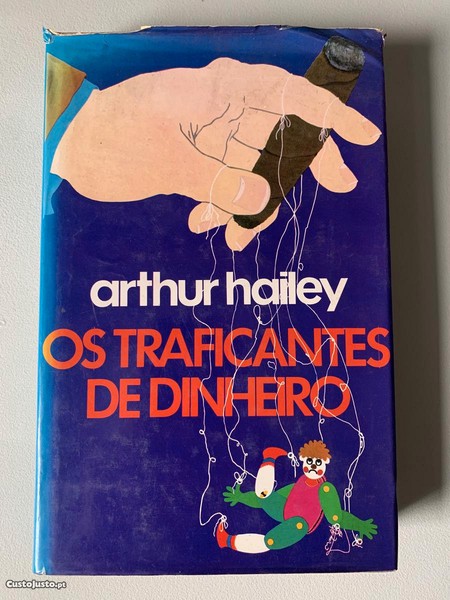 arthur hailey
OS TRAFICANTES
DE DINHEIRO
CustoJusto.pt